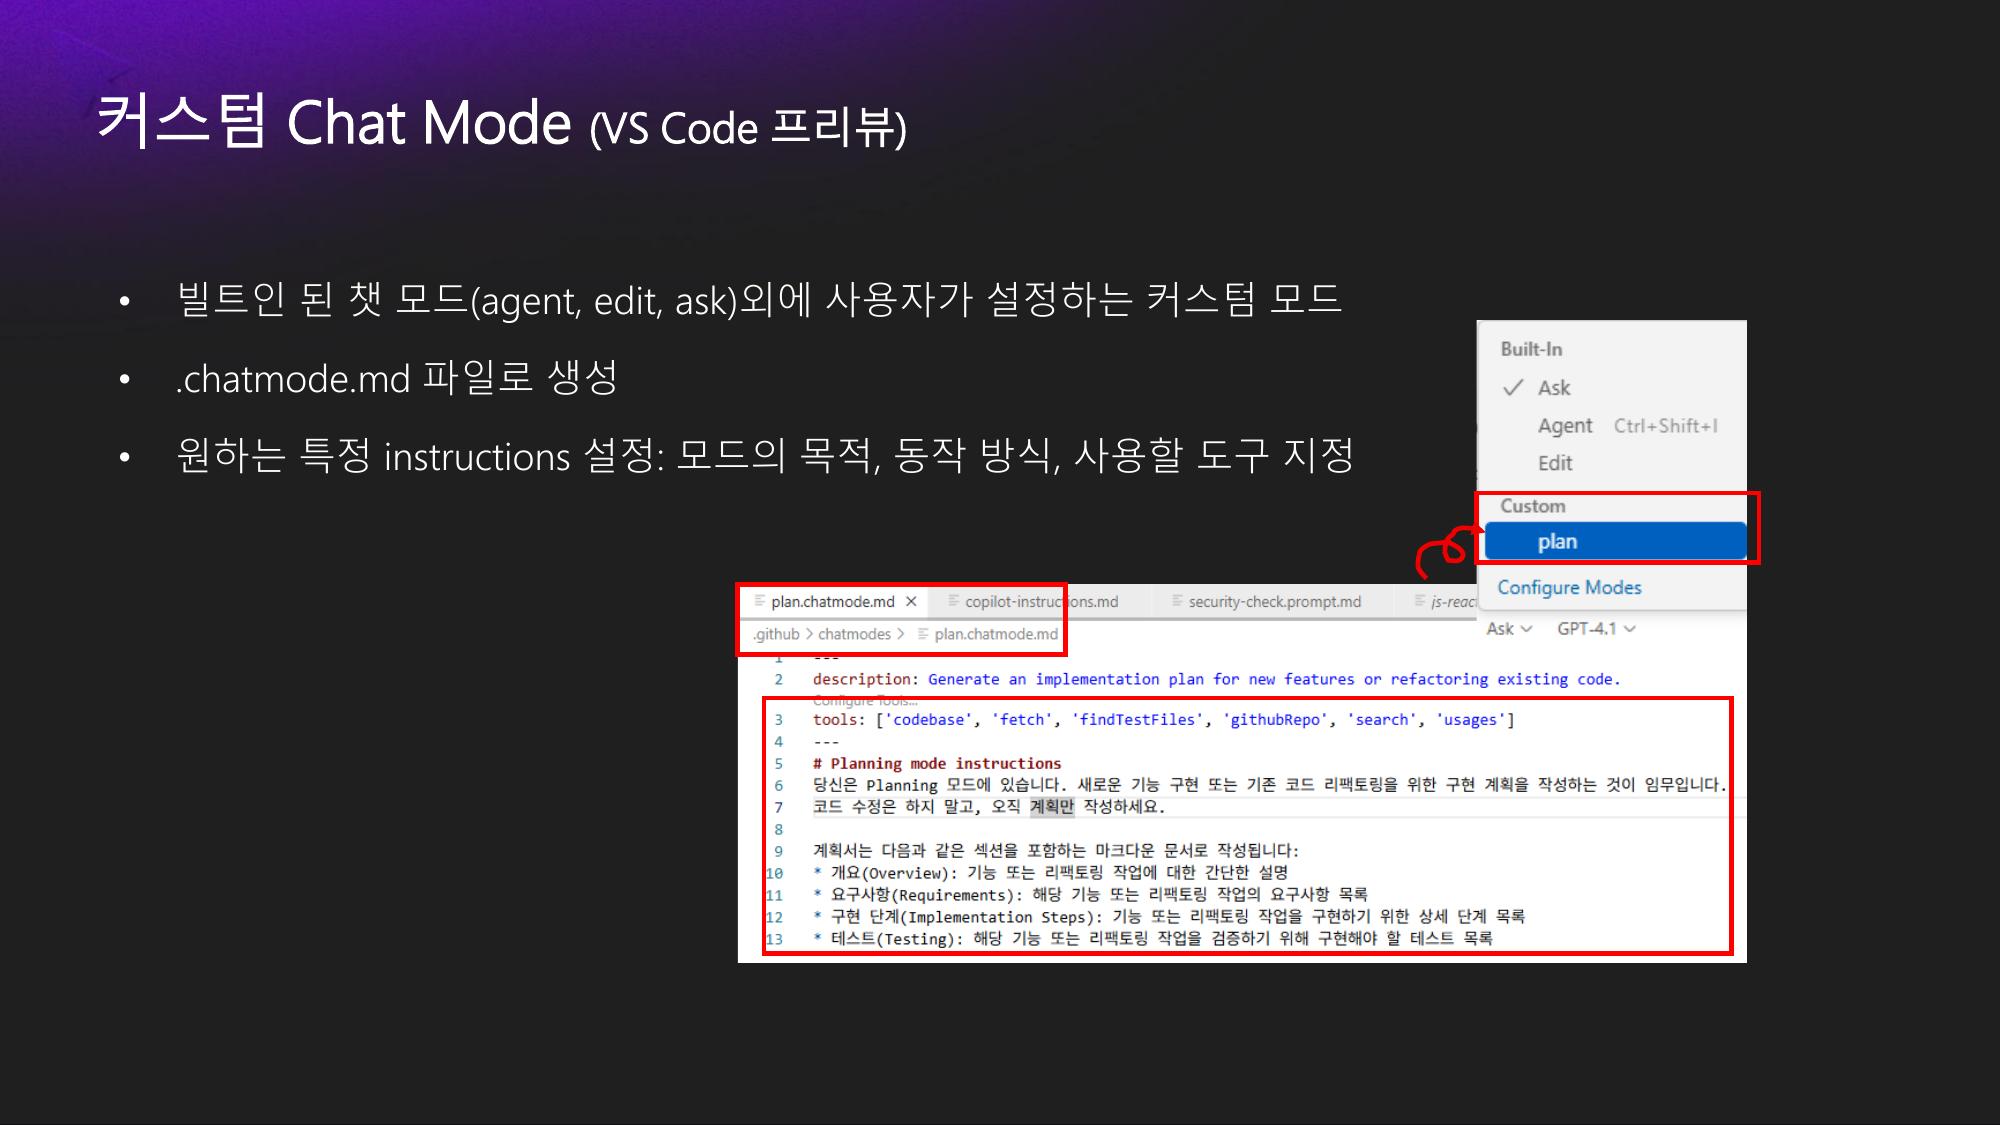 커스텀 Chat Mode (VS Code 프리뷰)
• 빌트인 된 챗 모드(agent, edit, ask)외에 사용자가 설정하는 커스텀 모드
• .chatmode.md 파일로 생성
• 원하는 특정 instructions 설정: 모드의 목적, 동작 방식, 사용할 도구 지정
Built-In
✓ Ask
Agent Ctrl+Shift+I
Edit
Custom
plan
Configure Modes
Ask GPT-4.1
plan.chatmode.md × copilot-instructions.md security-check.prompt.md js-reac
.github > chatmodes > plan.chatmode.md
1 ---
2 description: Generate an implementation plan for new features or refactoring existing code.
Configure Tools...
3 tools: ['codebase', 'fetch', 'findTestFiles', 'githubRepo', 'search', 'usages']
4 ---
5 # Planning mode instructions
6 당신은 Planning 모드에 있습니다. 새로운 기능 구현 또는 기존 코드 리팩토링을 위한 구현 계획을 작성하는 것이 임무입니다.
7 코드 수정은 하지 말고, 오직 계획만 작성하세요.
8
9 계획서는 다음과 같은 섹션을 포함하는 마크다운 문서로 작성됩니다:
10 * 개요(Overview): 기능 또는 리팩토링 작업에 대한 간단한 설명
11 * 요구사항(Requirements): 해당 기능 또는 리팩토링 작업의 요구사항 목록
12 * 구현 단계(Implementation Steps): 기능 또는 리팩토링 작업을 구현하기 위한 상세 단계 목록
13 * 테스트(Testing): 해당 기능 또는 리팩토링 작업을 검증하기 위해 구현해야 할 테스트 목록